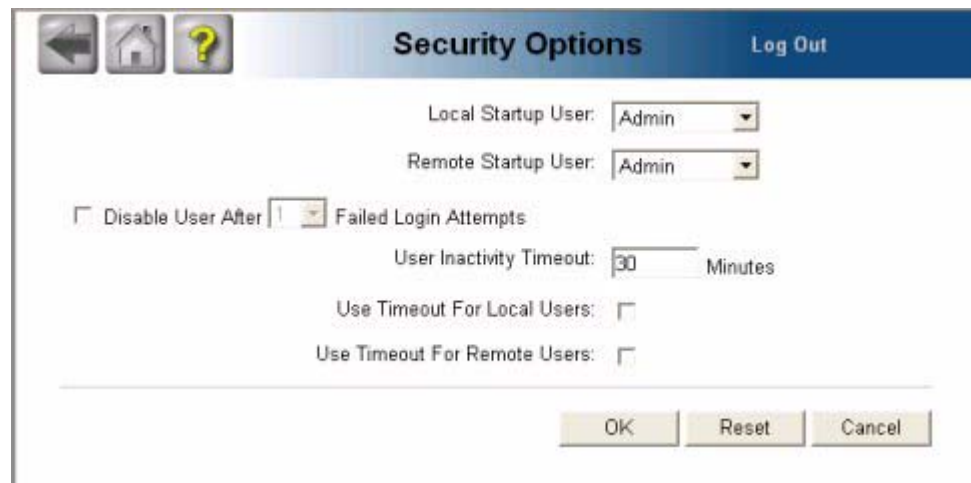 Security Options Log Out
Local Startup User: Admin
Remote Startup User: Admin
Disable User After 1 Failed Login Attempts
User Inactivity Timeout: 30 Minutes
Use Timeout For Local Users:
Use Timeout For Remote Users:
OK Reset Cancel